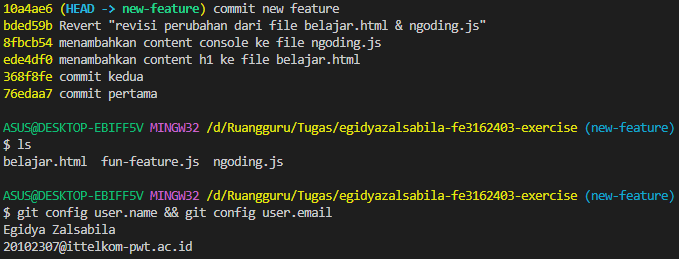 10a4ae6 (HEAD -> new-feature) commit new feature
bded59b Revert "revisi perubahan dari file belajar.html & ngoding.js"
8fbcb54 menambahkan content console ke file ngoding.js
ede4df0 menambahkan content h1 ke file belajar.html
368f8fe commit kedua
76edaa7 commit pertama
ASUS@DESKTOP-EBIFF5V MINGW32 /d/Ruangguru/Tugas/egidyazalsabila-fe3162403-exercise (new-feature)
$ ls
belajar.html  fun-feature.js  ngoding.js
ASUS@DESKTOP-EBIFF5V MINGW32 /d/Ruangguru/Tugas/egidyazalsabila-fe3162403-exercise (new-feature)
$ git config user.name && git config user.email
Egidya Zalsabila
20102307@ittelkom-pwt.ac.id